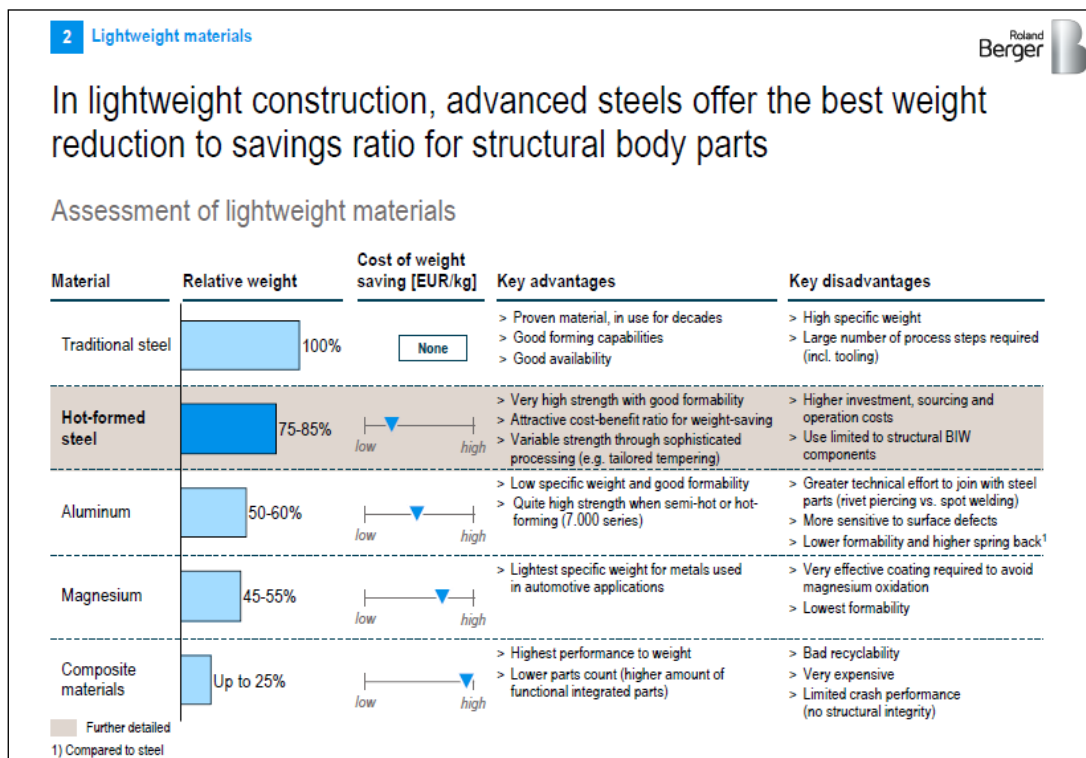 2 Lightweight materials
Roland
Berger
In lightweight construction, advanced steels offer the best weight
reduction to savings ratio for structural body parts
Assessment of lightweight materials
Material
Relative weight
Cost of weight
saving [EUR/kg]
Key advantages
Key disadvantages
Traditional steel
100%
None
> Proven material, in use for decades
> Good forming capabilities
> Good availability
> High specific weight
> Large number of process steps required
(incl. tooling)
Hot-formed
steel
75-85%
low
high
> Very high strength with good formability
> Attractive cost-benefit ratio for weight-saving
> Variable strength through sophisticated
processing (e.g. tailored tempering)
> Higher investment, sourcing and
operation costs
> Use limited to structural BIW
components
Aluminum
50-60%
low
high
> Low specific weight and good formability
> Quite high strength when semi-hot or hot-
forming (7.000 series)
> Greater technical effort to join with steel
parts (rivet piercing vs. spot welding)
> More sensitive to surface defects
> Lower formability and higher spring back1
Magnesium
45-55%
low
high
> Lightest specific weight for metals used
in automotive applications
> Very effective coating required to avoid
magnesium oxidation
> Lowest formability
Composite
materials
Up to 25%
low
high
> Highest performance to weight
> Lower parts count (higher amount of
functional integrated parts)
> Bad recyclability
> Very expensive
> Limited crash performance
(no structural integrity)
Further detailed
1) Compared to steel